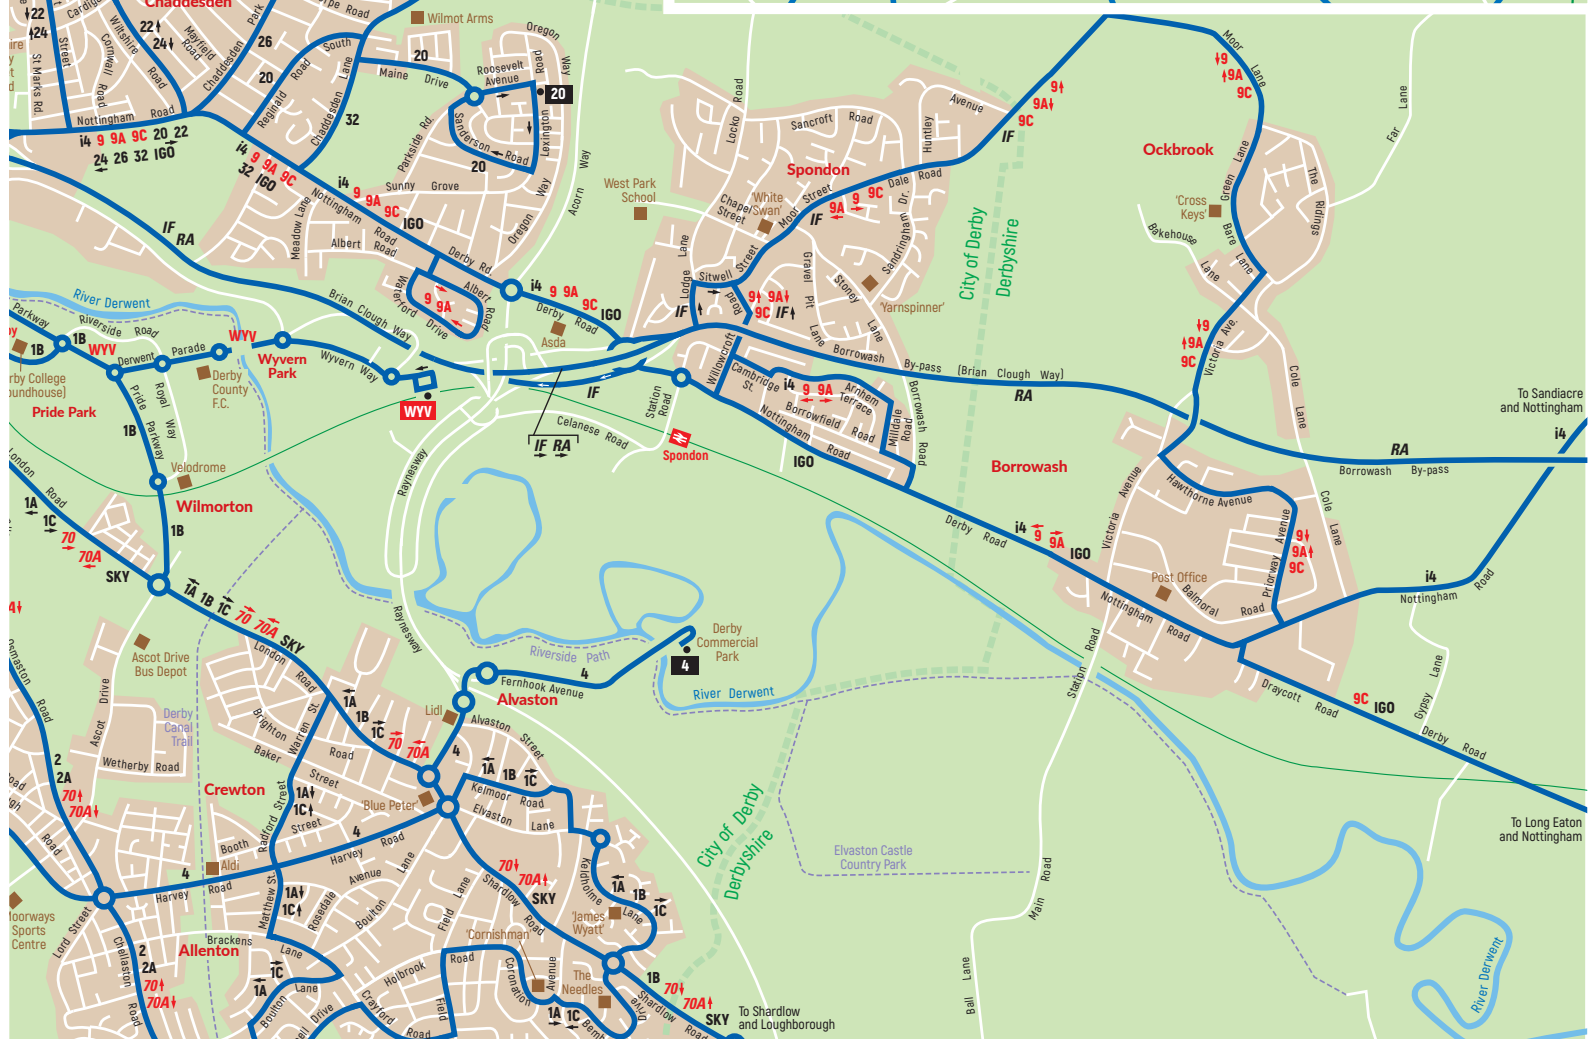 Chaddesden
22
24
St Marks Rd.
Street
Wiltshire
Road
Cornwall
Road
Mayfield
Road
22
24
Chaddesden
Park
26
20
Reginald
Road
South
Chaddesden
Lane
32
Nottingham Road
i4 9 9A 9C 20 22
24 26 32 IGO
Wilmot Arms
20
Maine Drive
Roosevelt
Avenue
Oregon
Way
Road
20
Lexington
Sanderson
Road
20
Parkside Rd.
Sunny Grove
Oregon
Way
Acorn
Way
i4
9 9A 9C
32 IGO
i4
9
9A
9C
IGO
Nottingham
Road
Meadow Lane
Albert
Road
Derby Rd.
IF
RA
Waterford
Drive
Albert
Road
9 9A
i4
9 9A
9C
IGO
Derby
Road
Asda
Brian Clough Way
West Park
School
Locko
Road
Sancroft Road
Avenue
Huntley
Spondon
'White
Swan'
Chapel
Street
Moor
Street
Dale Road
9A 9 9C
IF
9
9A
9C
IF
Sandringham
Dr.
'Yarnspinner'
Lodge
Lane
Sitwell
Street
Road
IF
9 9A
9C IF
Gravel
Pit
Lane
Stoney
Lane
City of Derby
Derbyshire
Moor
Lane
9
9A
9C
Ockbrook
'Cross
Keys'
Bakehouse
Lane
Green
Lane
Bare
Lane
The
Ridings
Far
Lane
Victoria
Ave.
9
9A
9C
Cole
Lane
To Sandiacre
and Nottingham
i4
RA
Borrowash By-pass
River Derwent
Parkway
Riverside
Road
1B
1B
WYV
Derwent
Parade
WYV
Wyvern
Park
Wyvern
Way
WYV
Derby
County
F.C.
Pride Park
Pride
Parkway
Royal
Way
1B
Velodrome
Wilmorton
1B
IF
IF RA
Celanese Road
Raynesway
Station
Road
Spondon
Willowcroft
Cambridge
St.
i4
9 9A
Arnhem
Terrace
Borrowfield Road
Milldale
Road
Borrowash
Road
Nottingham
Road
IGO
Borrowash By-pass (Brian Clough Way)
RA
Borrowash
Victoria
Avenue
Hawthorne Avenue
Cole
Lane
Priorway
Avenue
9
9A
9C
Derby
Road
i4
9
9A
IGO
Post Office
Balmoral
Road
Nottingham
Road
i4
Nottingham
Road
London
Road
1A
1C
70
70A
SKY
1A 1B 1C 70 70A SKY
London
Road
Ascot Drive
Bus Depot
Ascot
Drive
Osmaston
Road
Raynesway
Riverside Path
Derby
Commercial
Park
4
Fernhook Avenue
4
Alvaston
River Derwent
Station
Road
Draycott
Road
9C
IGO
Gypsy
Lane
Derby
Road
To Long Eaton
and Nottingham
Derby
Canal
Trail
Brighton
Road
Baker
Street
Warren
St.
1A
1B
1C
70
70A
Lidl
Alvaston
Street
4
1A
1B
1C
Kelmoor
Road
Elvaston
Lane
Wetherby Road
2
2A
70
70A
Crewton
1A
1C
Radford
Street
Booth
Street
'Blue Peter'
Aldi
4
Harvey
Road
4
Harvey
Road
Road
Moorways
Sports
Centre
Lord Street
Matthew St.
1A
1C
Rosedale
Avenue
Boulton
Lane
Field
Lane
70
70A
SKY
Shardlow
Road
Keldholme
Lane
1A
1B
1C
'James
Wyatt'
City of Derby
Derbyshire
Elvaston Castle
Country Park
Main
Road
River Derwent
Allenton
Brackens
Lane
Chellaston
Road
2
2A
70
70A
1C
1A
Boulton
Lane
Drive
Holbrook
Road
Crayford
Road
Field
'Cornishman'
Coronation
Avenue
The
Needles
1A 1C
Drive
1B
70
70A
SKY
Shardlow
Road
To Shardlow
and Loughborough
Bell
Lane